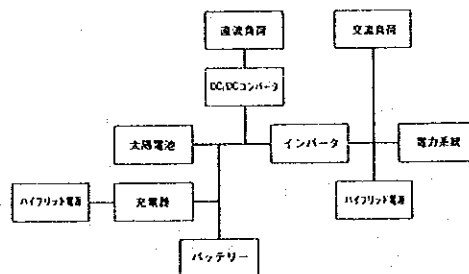 直流負荷
交流負荷
DC/DCコンバータ
太陽電池
インバータ
電力系統
ハイブリッド電源
充電器
ハイブリッド電源
バッテリー